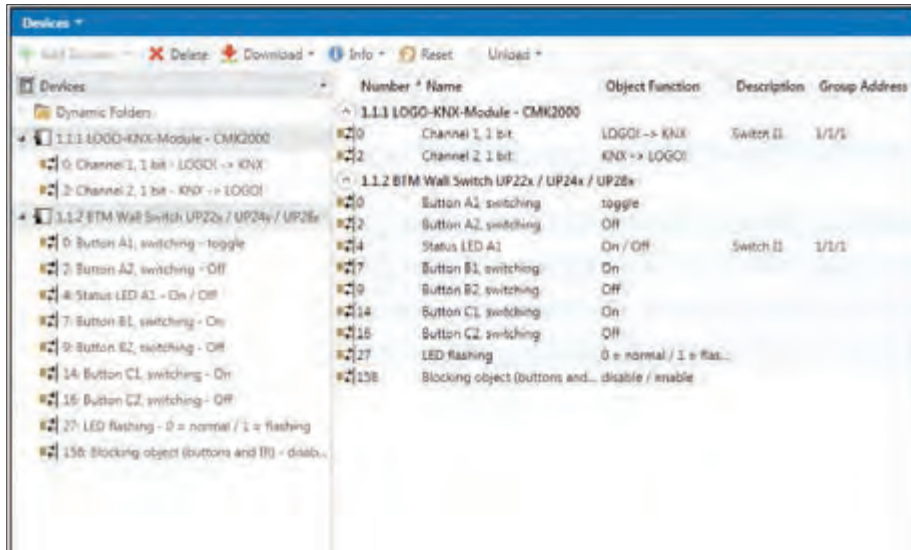 Devices
Delete Download Info Reset Unload
Devices
Dynamic Folders
1.1.1 LOGO-KNX-Module - CMK2000
0: Channel 1, 1 bit - LOGO! -> KNX
2: Channel 2, 1 bit - KNX -> LOGO!
1.1.2 BTM Wall Switch UP22x / UP24x / UP28x
0: Button A1, switching - toggle
2: Button A2, switching - Off
4: Status LED A1 - On / Off
7: Button B1, switching - On
9: Button B2, switching - Off
14: Button C1, switching - On
16: Button C2, switching - Off
27: LED flashing - 0 = normal / 1 = flashing
158: Blocking object (buttons and IR) - disab...
Number Name Object Function Description Group Address
1.1.1 LOGO-KNX-Module - CMK2000
0 Channel 1, 1 bit LOGO! -> KNX Switch I1 1/1/1
2 Channel 2, 1 bit KNX -> LOGO!
1.1.2 BTM Wall Switch UP22x / UP24x / UP28x
0 Button A1, switching toggle
2 Button A2, switching Off
4 Status LED A1 On / Off Switch I1 1/1/1
7 Button B1, switching On
9 Button B2, switching Off
14 Button C1, switching On
16 Button C2, switching Off
27 LED flashing 0 = normal / 1 = flas...
158 Blocking object (buttons and... disable / enable